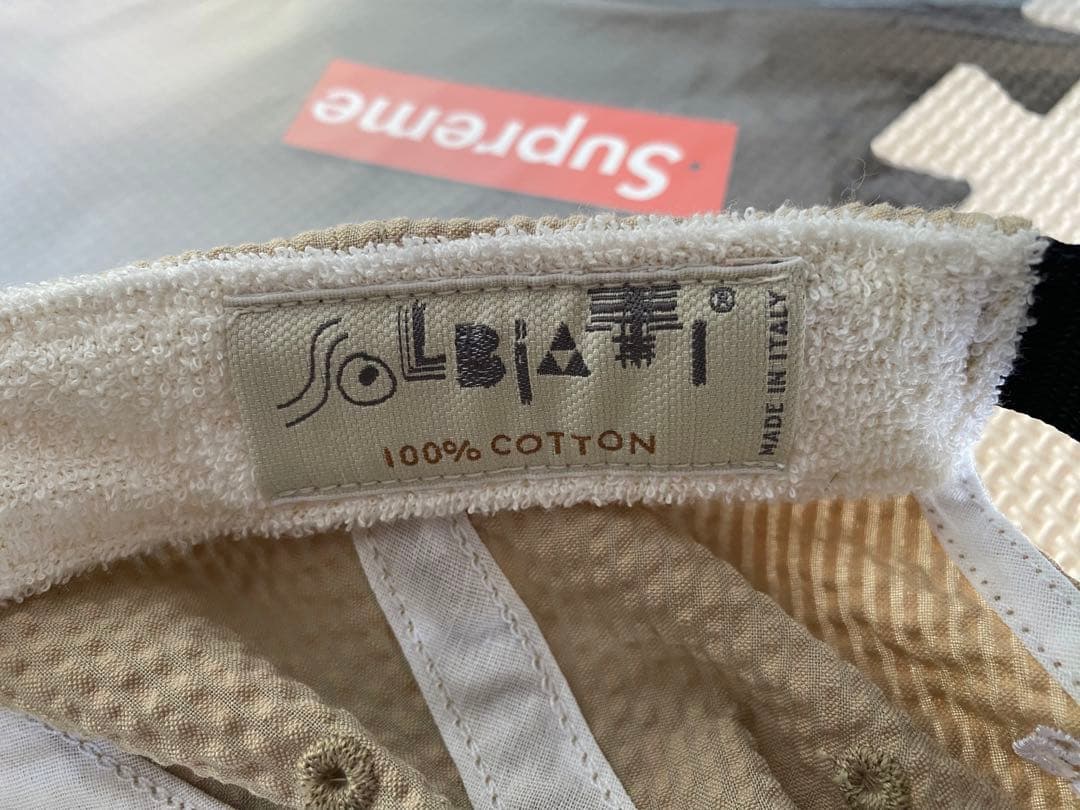 Supreme
SOLBIATI®
100% COTTON
MADE IN ITALY